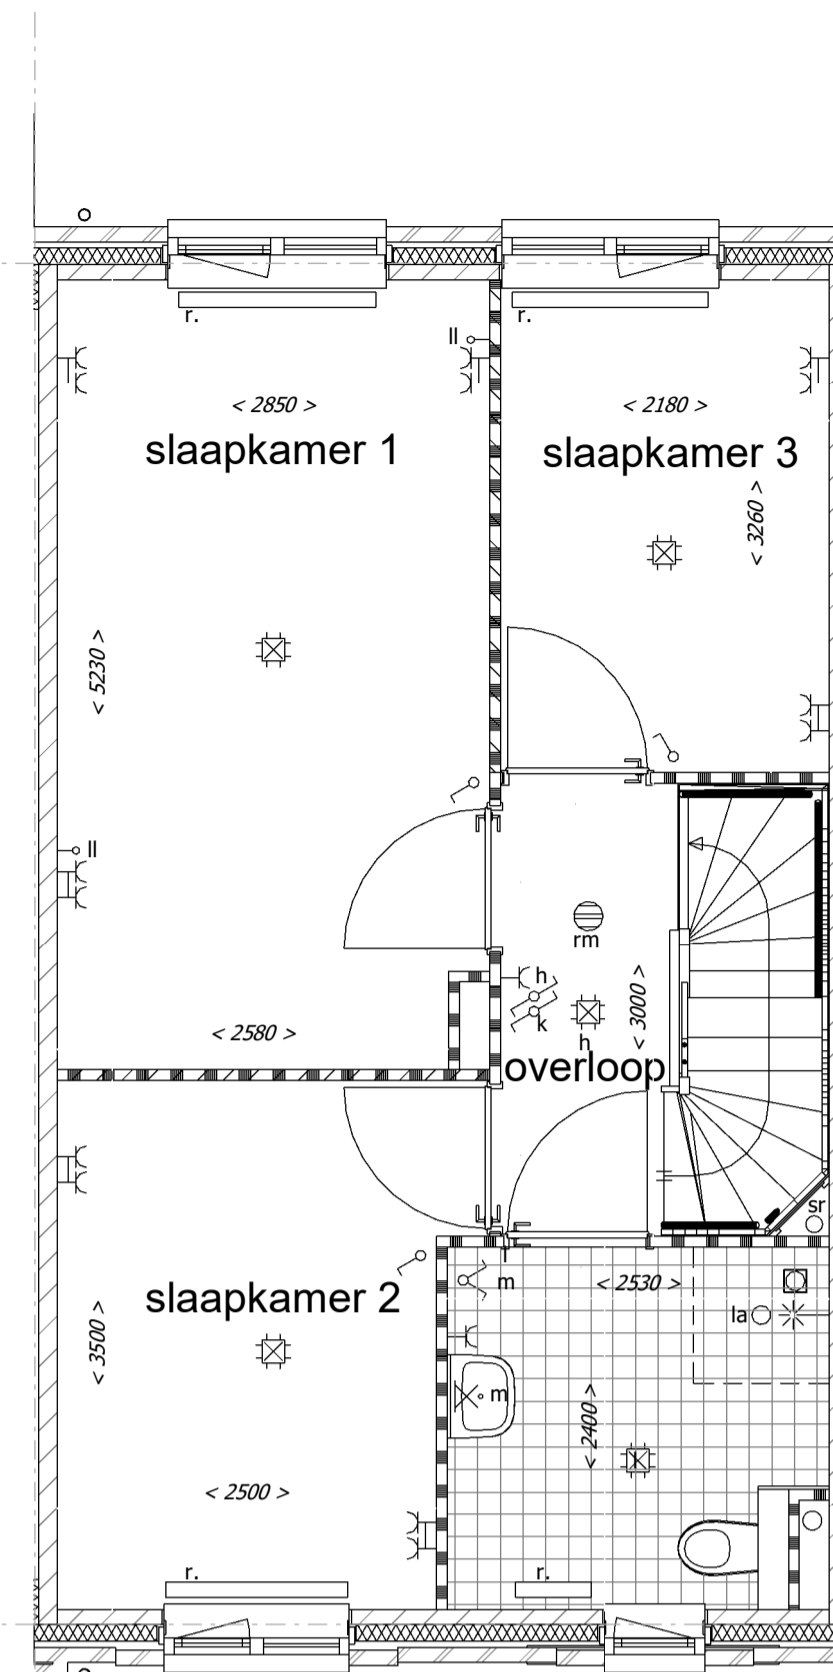 r.
r.
ll
< 2850 >
< 2180 >
slaapkamer 1
slaapkamer 3
< 3260 >
< 5230 >
ll
rm
h
k
h
< 3000 >
< 2580 >
overloop
sr
m
< 2530 >
slaapkamer 2
la
< 3500 >
m
< 2400 >
< 2500 >
r.
r.